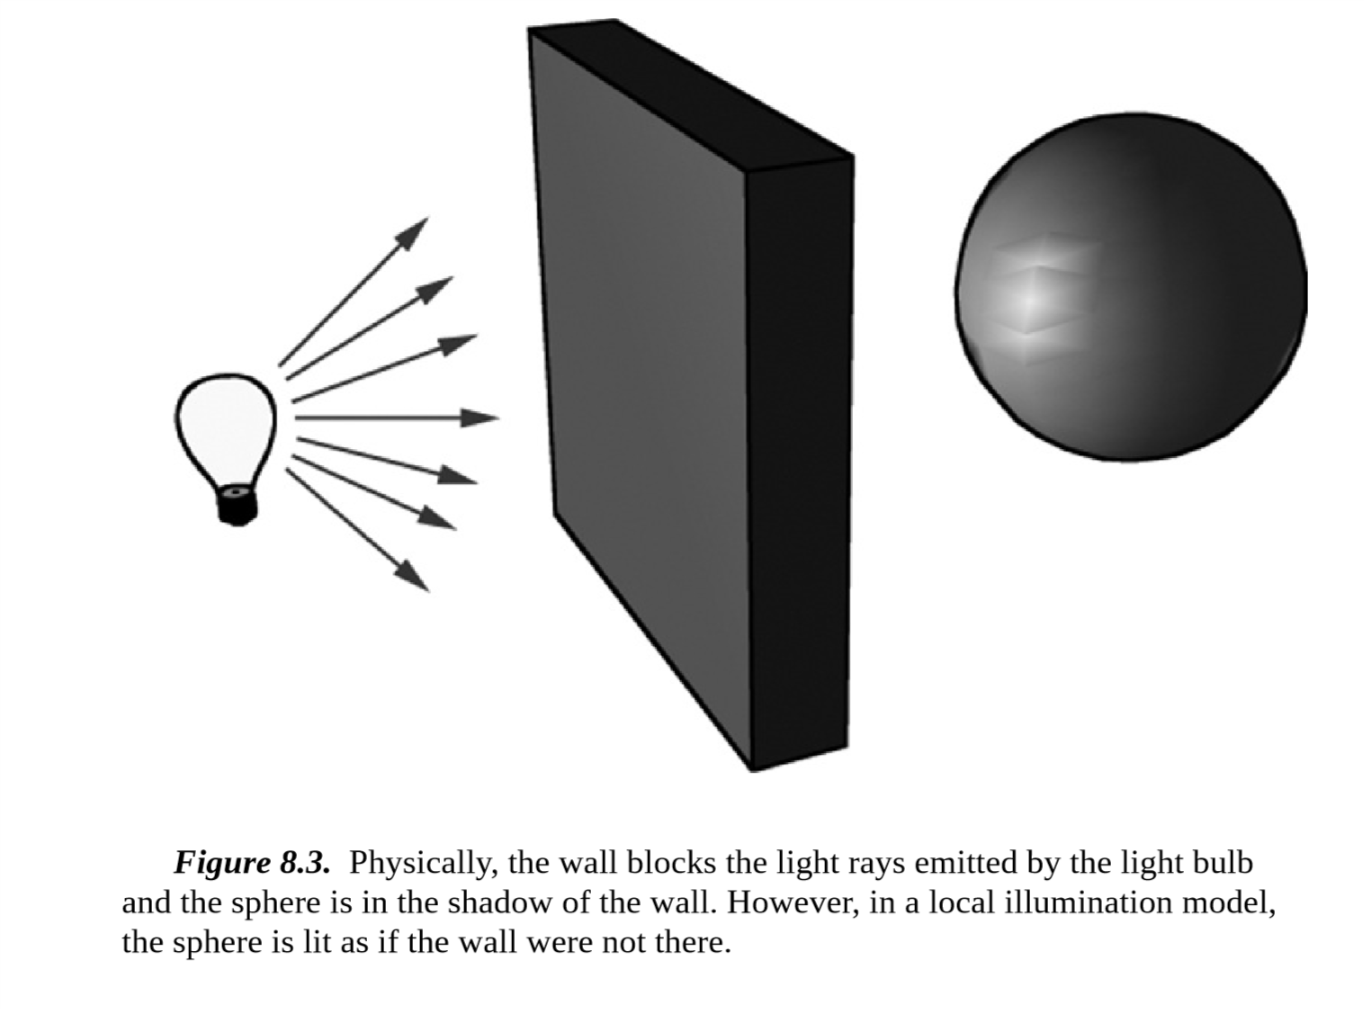 Figure 8.3. Physically, the wall blocks the light rays emitted by the light bulb
and the sphere is in the shadow of the wall. However, in a local illumination model,
the sphere is lit as if the wall were not there.